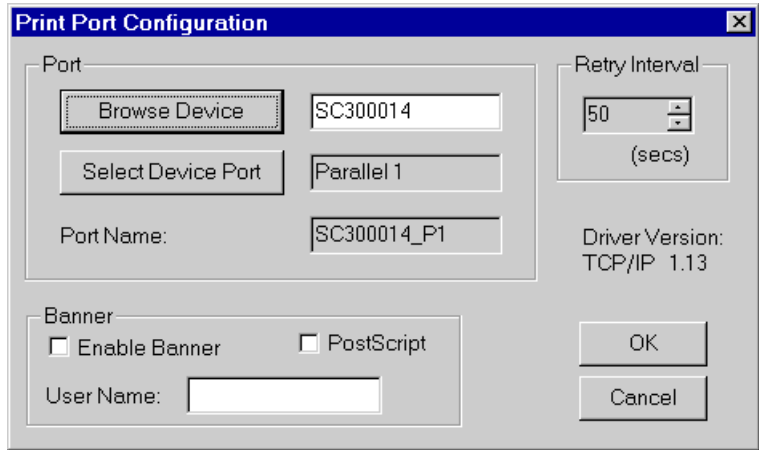 Print Port Configuration
Port
Browse Device
SC300014
Select Device Port
Parallel 1
Port Name:
SC300014_P1
Retry Interval
50
(secs)
Driver Version:
TCP/IP 1.13
Banner
Enable Banner
PostScript
User Name:
OK
Cancel